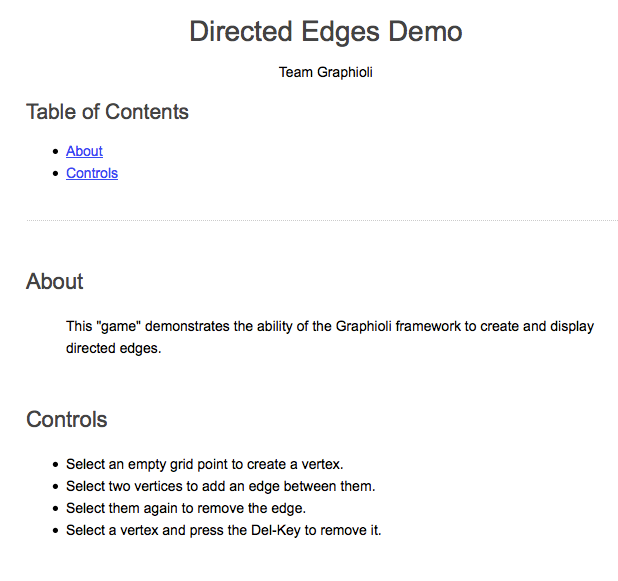 Directed Edges Demo
Team Graphioli
Table of Contents
About
Controls
About
This "game" demonstrates the ability of the Graphioli framework to create and display
directed edges.
Controls
Select an empty grid point to create a vertex.
Select two vertices to add an edge between them.
Select them again to remove the edge.
Select a vertex and press the Del-Key to remove it.